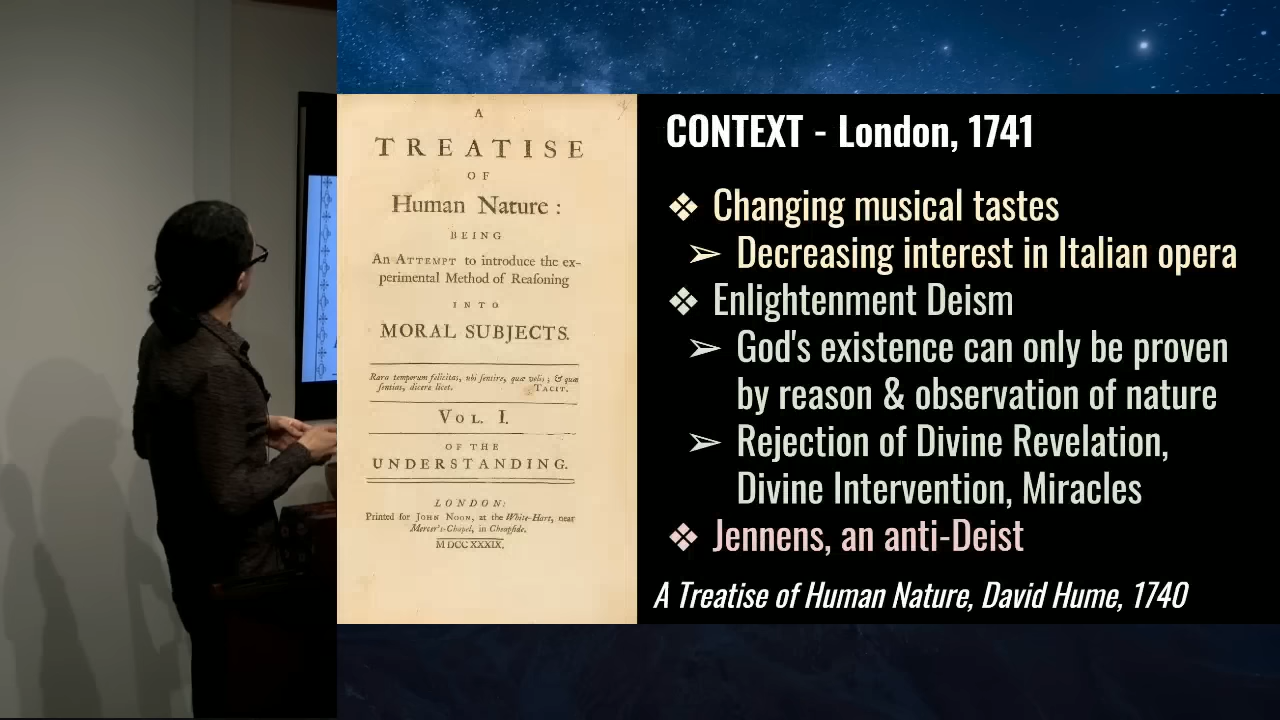 A
TREATISE
OF
Human Nature :
BEING
An ATTEMPT to introduce the ex-
perimental Method of Reaſoning
INTO
MORAL SUBJECTS.
Rara temporum felicitas, ubi ſentire, quæ velis ; & quæ
ſentias, dicere licet. TACIT.
VOL. I.
OF THE
UNDERSTANDING.
LONDON:
Printed for JOHN NOON, at the White-Hart, near
Mercer's-Chapel, in Cheapſide.
MDCCXXXIX.
CONTEXT - London, 1741
❖ Changing musical tastes
➢ Decreasing interest in Italian opera
❖ Enlightenment Deism
➢ God's existence can only be proven
by reason & observation of nature
➢ Rejection of Divine Revelation,
Divine Intervention, Miracles
❖ Jennens, an anti-Deist
A Treatise of Human Nature, David Hume, 1740